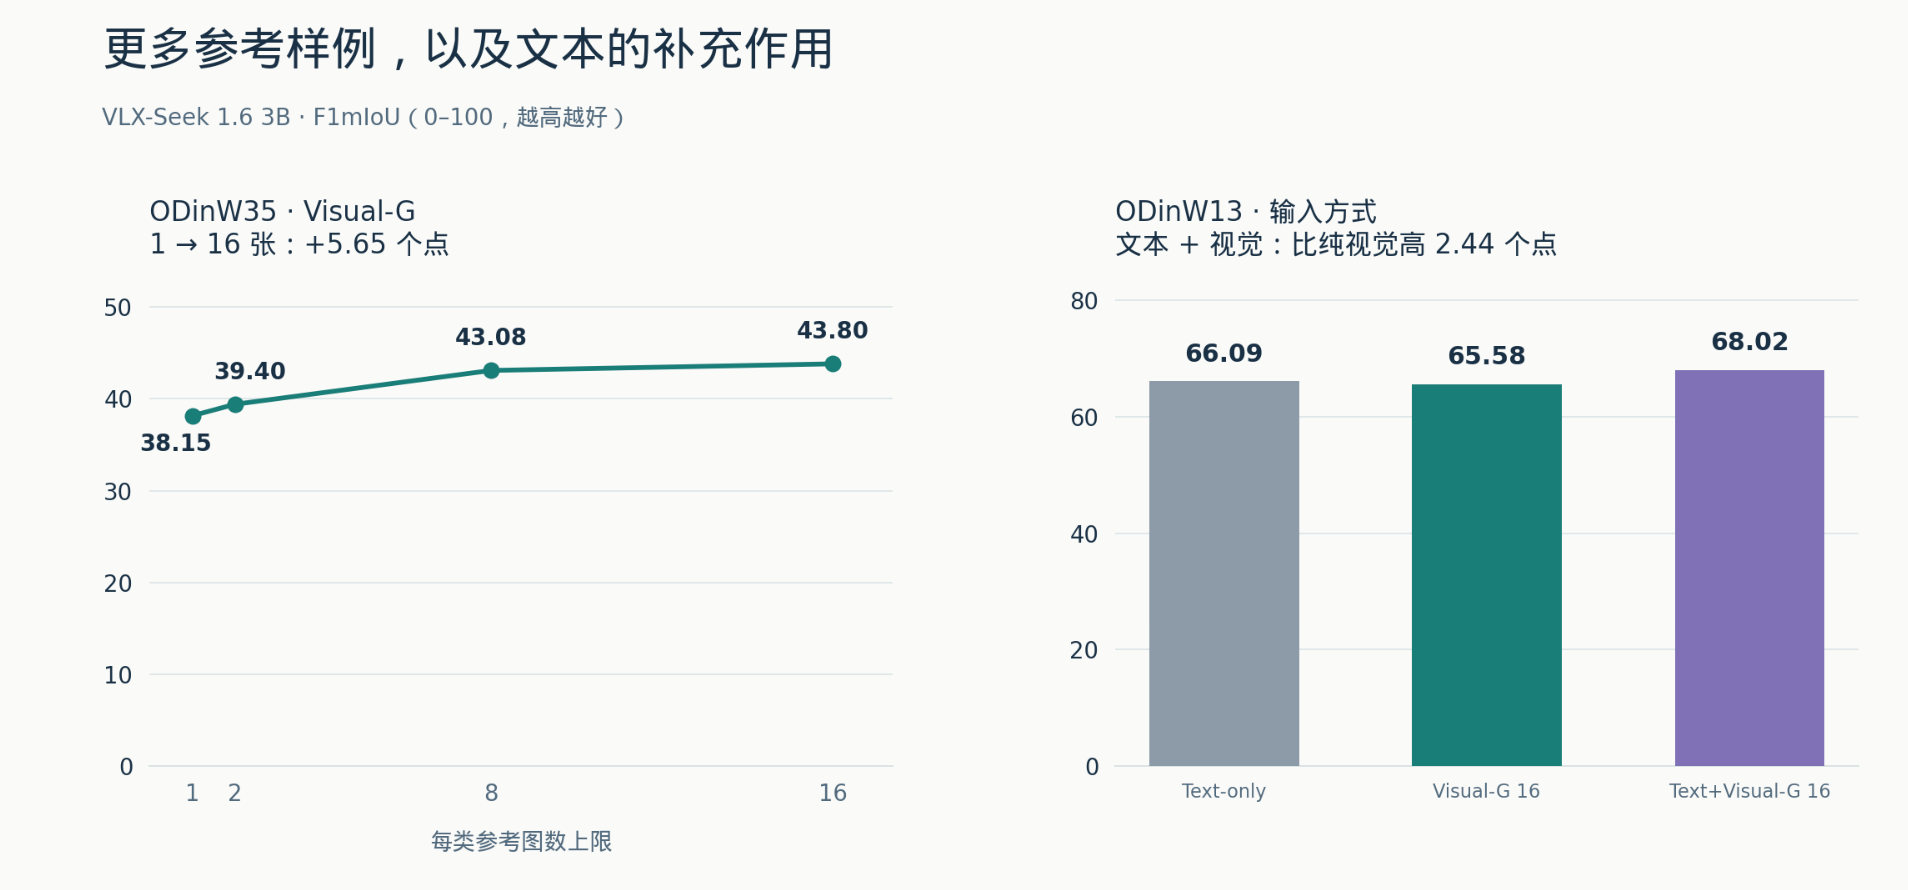 更多参考样例，以及文本的补充作用
VLX-Seek 1.6 3B · F1mIoU（0–100，越高越好）
ODinW35 · Visual-G
1 → 16 张：+5.65 个点
50
40
30
20
10
0
38.15
39.40
43.08
43.80
1
2
8
16
每类参考图数上限
ODinW13 · 输入方式
文本 + 视觉：比纯视觉高 2.44 个点
80
60
40
20
0
66.09
65.58
68.02
Text-only
Visual-G 16
Text+Visual-G 16